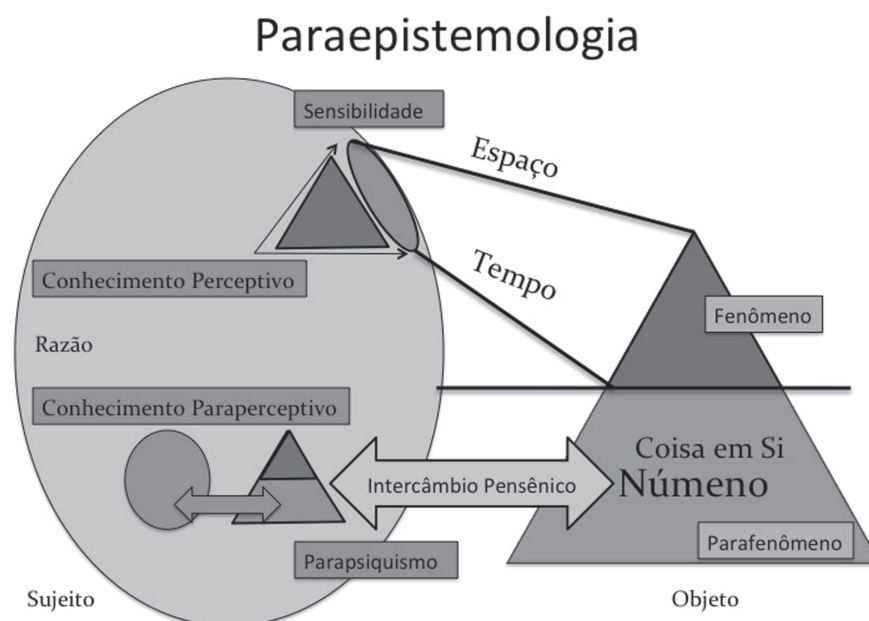 Paraepistemologia
Sensibilidade
Espaço
Tempo
Conhecimento Perceptivo
Fenômeno
Razão
Conhecimento Paraperceptivo
Coisa em Si
Númeno
Intercâmbio Pensênico
Parafenômeno
Parapsiquismo
Sujeito
Objeto